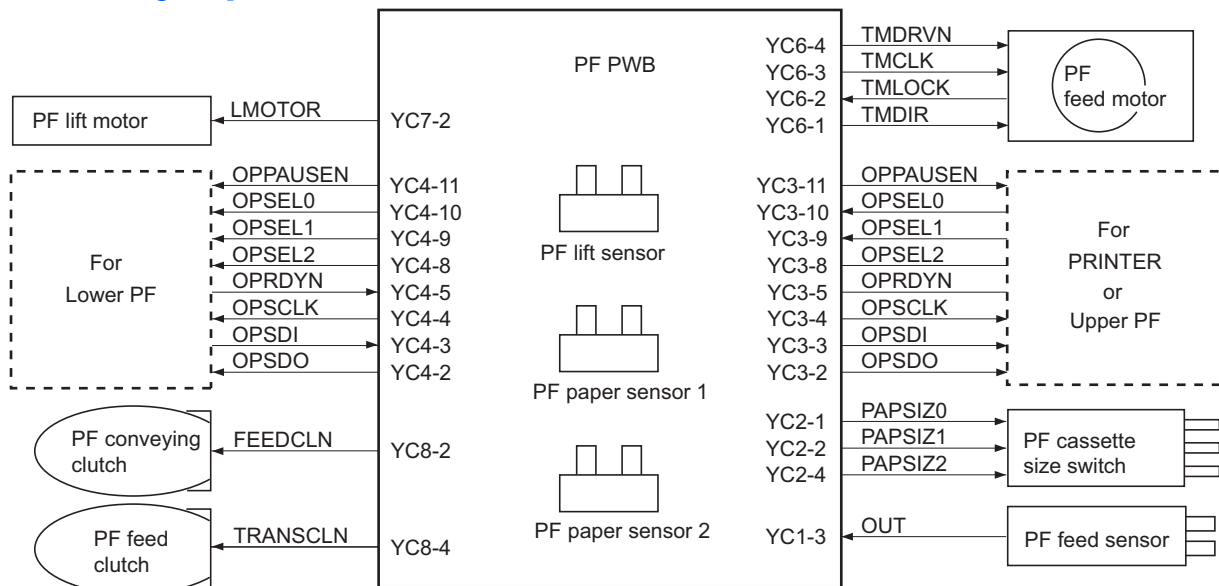 PF PWB
PF lift motor
LMOTOR
YC7-2
YC6-4
TMDRVN
YC6-3
TMCLK
YC6-2
TMLOCK
YC6-1
TMDIR
PF
feed motor
For
Lower PF
OPPAUSEN
YC4-11
OPSEL0
YC4-10
OPSEL1
YC4-9
OPSEL2
YC4-8
OPRDYN
YC4-5
OPSCLK
YC4-4
OPSDI
YC4-3
OPSDO
YC4-2
PF lift sensor
PF paper sensor 1
PF paper sensor 2
YC3-11
OPPAUSEN
YC3-10
OPSEL0
YC3-9
OPSEL1
YC3-8
OPSEL2
YC3-5
OPRDYN
YC3-4
OPSCLK
YC3-3
OPSDI
YC3-2
OPSDO
For
PRINTER
or
Upper PF
PF conveying
clutch
FEEDCLN
YC8-2
YC2-1
PAPSIZ0
YC2-2
PAPSIZ1
YC2-4
PAPSIZ2
PF cassette
size switch
PF feed
clutch
TRANSCLN
YC8-4
YC1-3
OUT
PF feed sensor